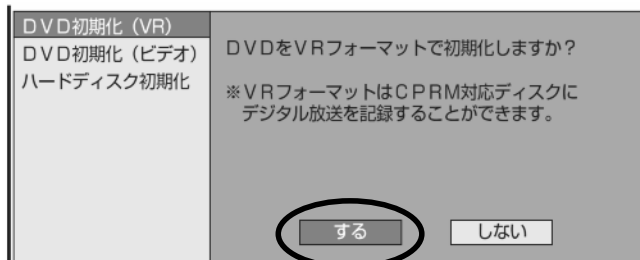 ＤＶＤ初期化（VR）
ＤＶＤ初期化（ビデオ）
ハードディスク初期化
ＤＶＤをＶＲフォーマットで初期化しますか？
※ＶＲフォーマットはＣＰＲＭ対応ディスクに
デジタル放送を記録することができます。
する
しない